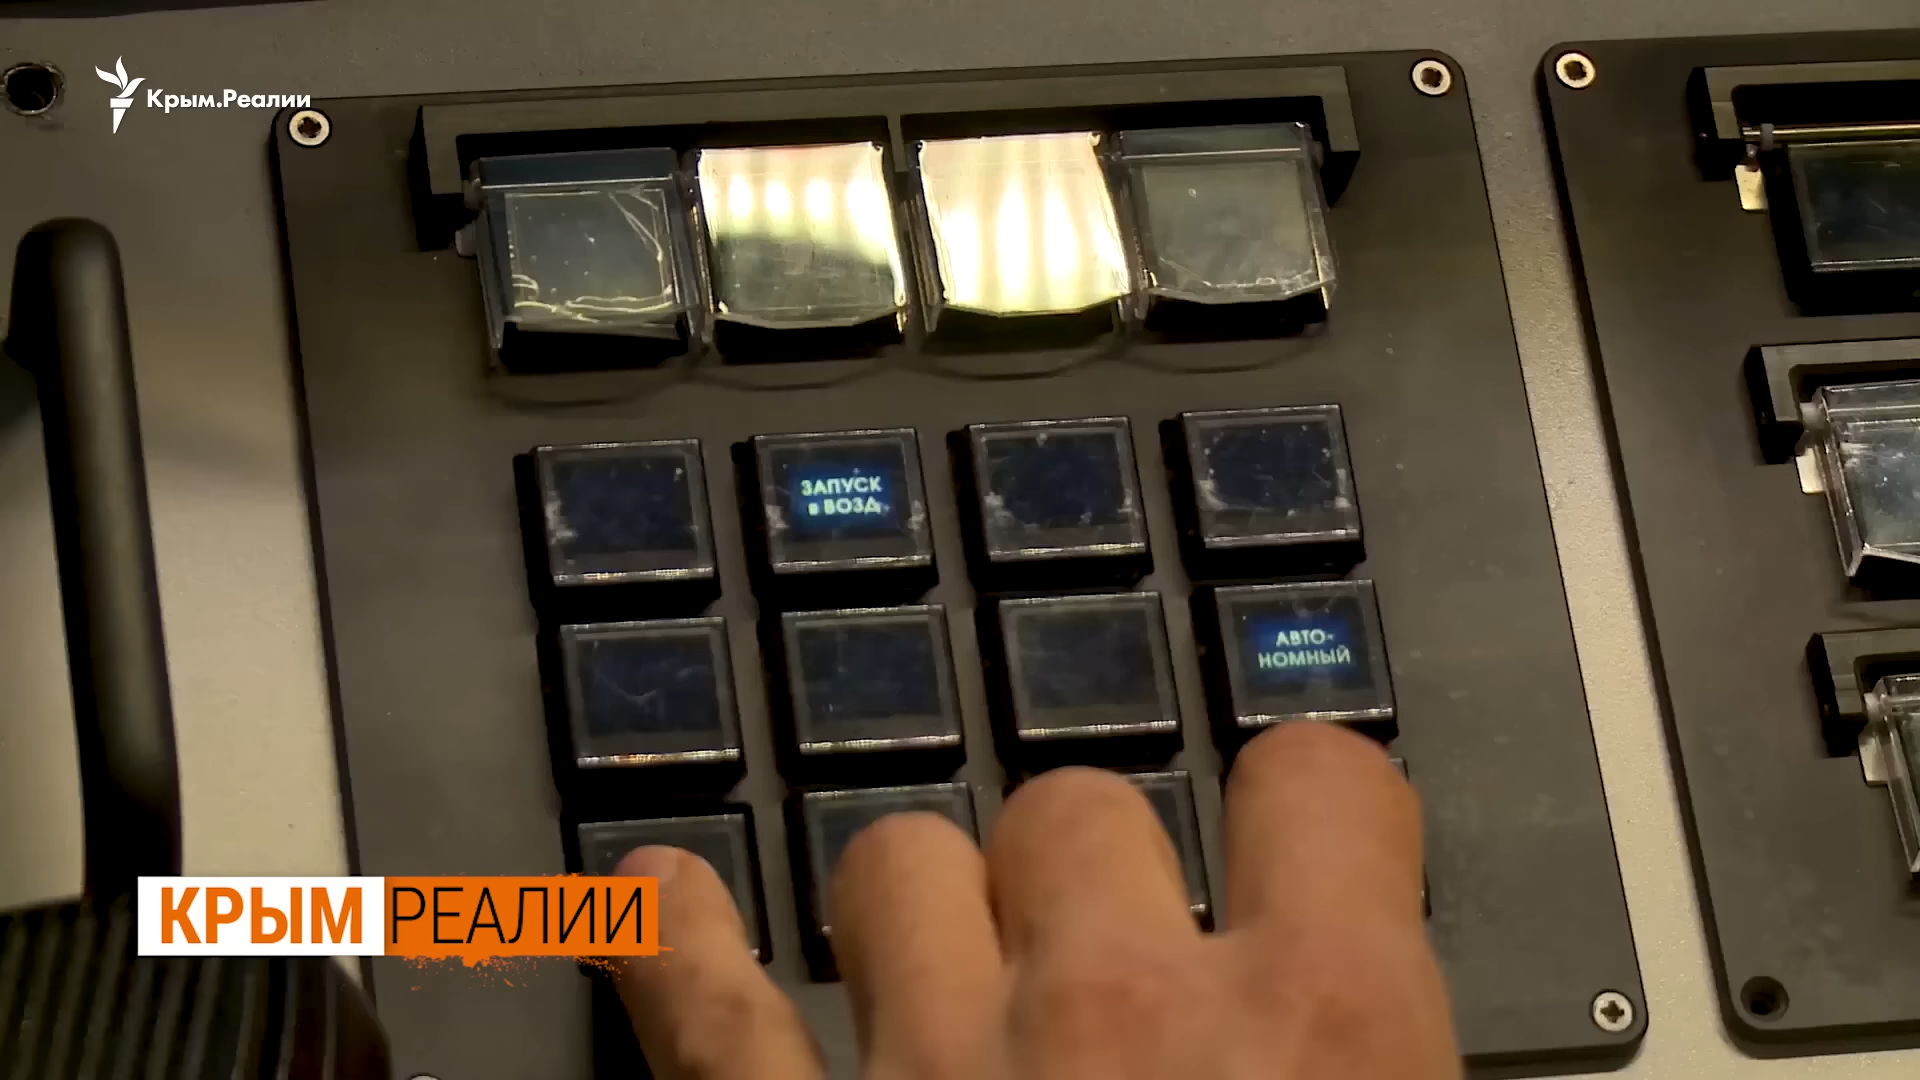 Крым.Реалии
ЗАПУСК
в ВОЗД.
АВТО-
НОМНЫЙ
КРЫМ РЕАЛИИ